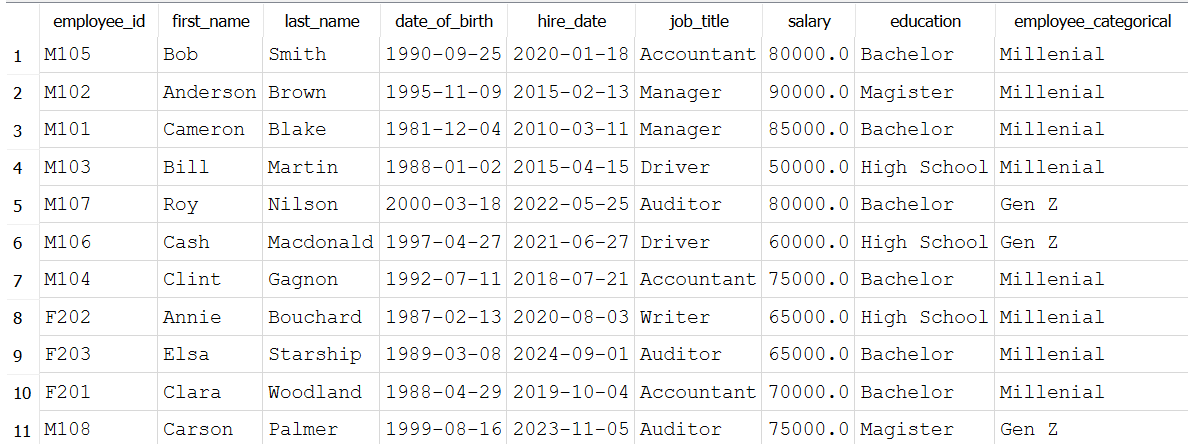 employee_id first_name last_name date_of_birth hire_date job_title salary education employee_categorical
1 M105 Bob Smith 1990-09-25 2020-01-18 Accountant 80000.0 Bachelor Millenial
2 M102 Anderson Brown 1995-11-09 2015-02-13 Manager 90000.0 Magister Millenial
3 M101 Cameron Blake 1981-12-04 2010-03-11 Manager 85000.0 Bachelor Millenial
4 M103 Bill Martin 1988-01-02 2015-04-15 Driver 50000.0 High School Millenial
5 M107 Roy Nilson 2000-03-18 2022-05-25 Auditor 80000.0 Bachelor Gen Z
6 M106 Cash Macdonald 1997-04-27 2021-06-27 Driver 60000.0 High School Gen Z
7 M104 Clint Gagnon 1992-07-11 2018-07-21 Accountant 75000.0 Bachelor Millenial
8 F202 Annie Bouchard 1987-02-13 2020-08-03 Writer 65000.0 High School Millenial
9 F203 Elsa Starship 1989-03-08 2024-09-01 Auditor 65000.0 Bachelor Millenial
10 F201 Clara Woodland 1988-04-29 2019-10-04 Accountant 70000.0 Bachelor Millenial
11 M108 Carson Palmer 1999-08-16 2023-11-05 Auditor 75000.0 Magister Gen Z